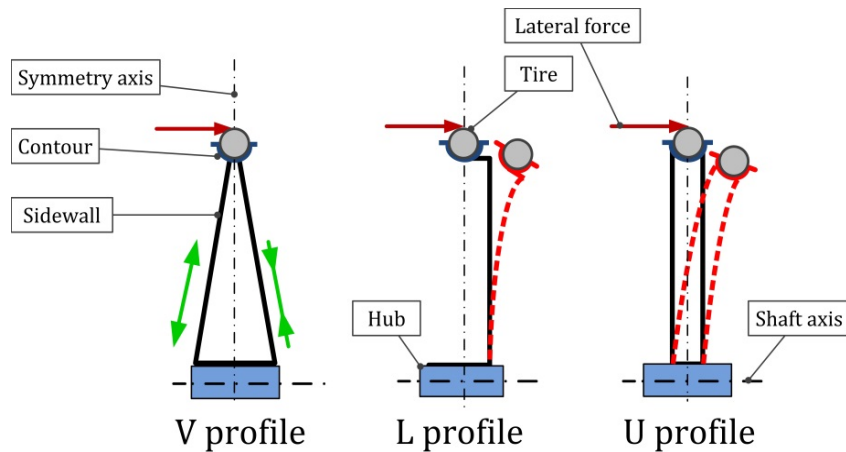 Lateral force
Symmetry axis
Tire
Contour
Sidewall
Hub
Shaft axis
V profile
L profile
U profile